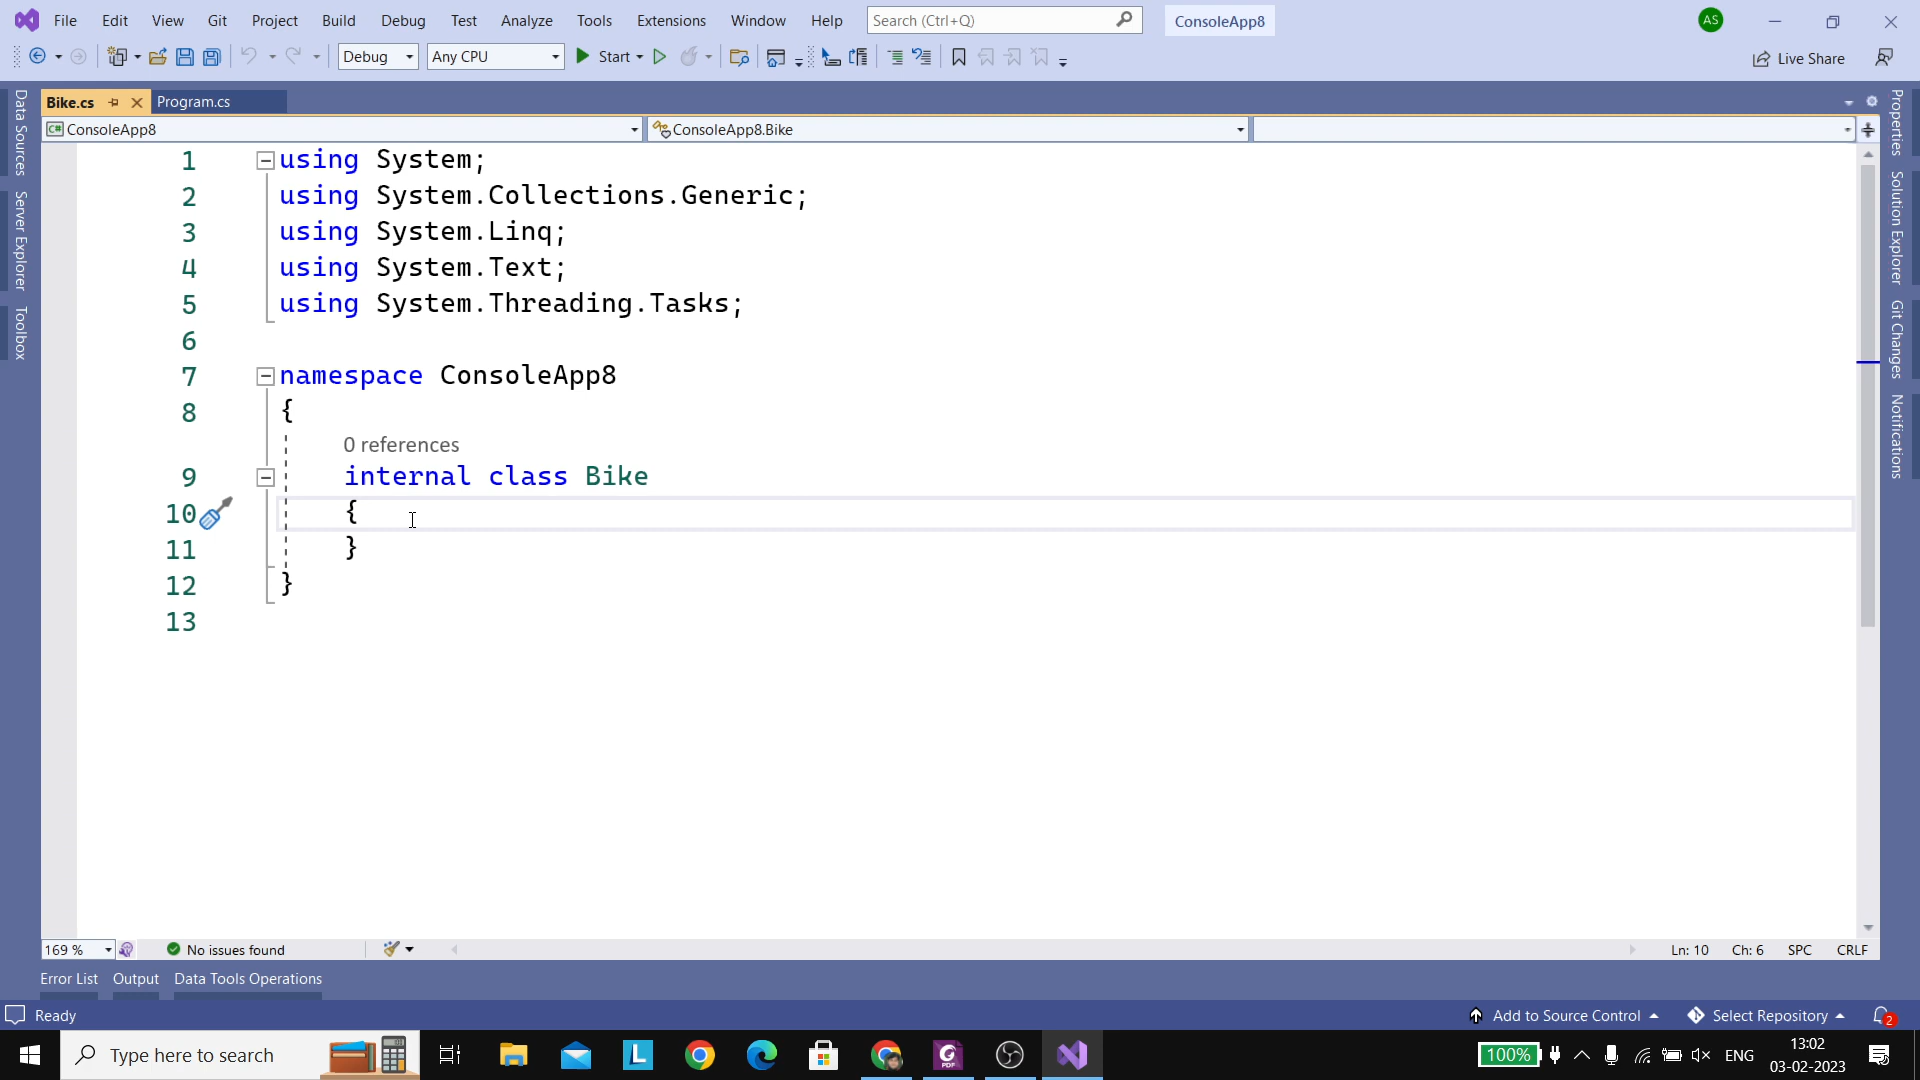 File Edit View Git Project Build Debug Test Analyze Tools Extensions Window Help Search (Ctrl+Q) ConsoleApp8 AS
Debug Any CPU Start Live Share
Bike.cs Program.cs
ConsoleApp8 ConsoleApp8.Bike
1 using System;
2 using System.Collections.Generic;
3 using System.Linq;
4 using System.Text;
5 using System.Threading.Tasks;
6
7 namespace ConsoleApp8
8 {
0 references
9 internal class Bike
10 {
11 }
12 }
13
Data Sources
Server Explorer
Toolbox
Properties
Solution Explorer
Git Changes
Notifications
169 % No issues found Ln: 10 Ch: 6 SPC CRLF
Error List Output Data Tools Operations
Ready Add to Source Control Select Repository 2
Type here to search L PDF 100% ENG 13:02
03-02-2023